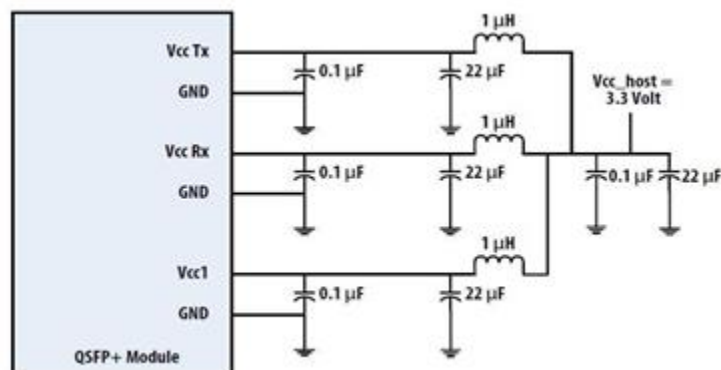 1 µH
Vcc Tx
0.1 µF
22 µF
GND
Vcc_host =
3.3 Volt
1 µH
Vcc Rx
0.1 µF
22 µF
0.1 µF
22 µF
GND
1 µH
Vcc1
0.1 µF
22 µF
GND
QSFP+ Module